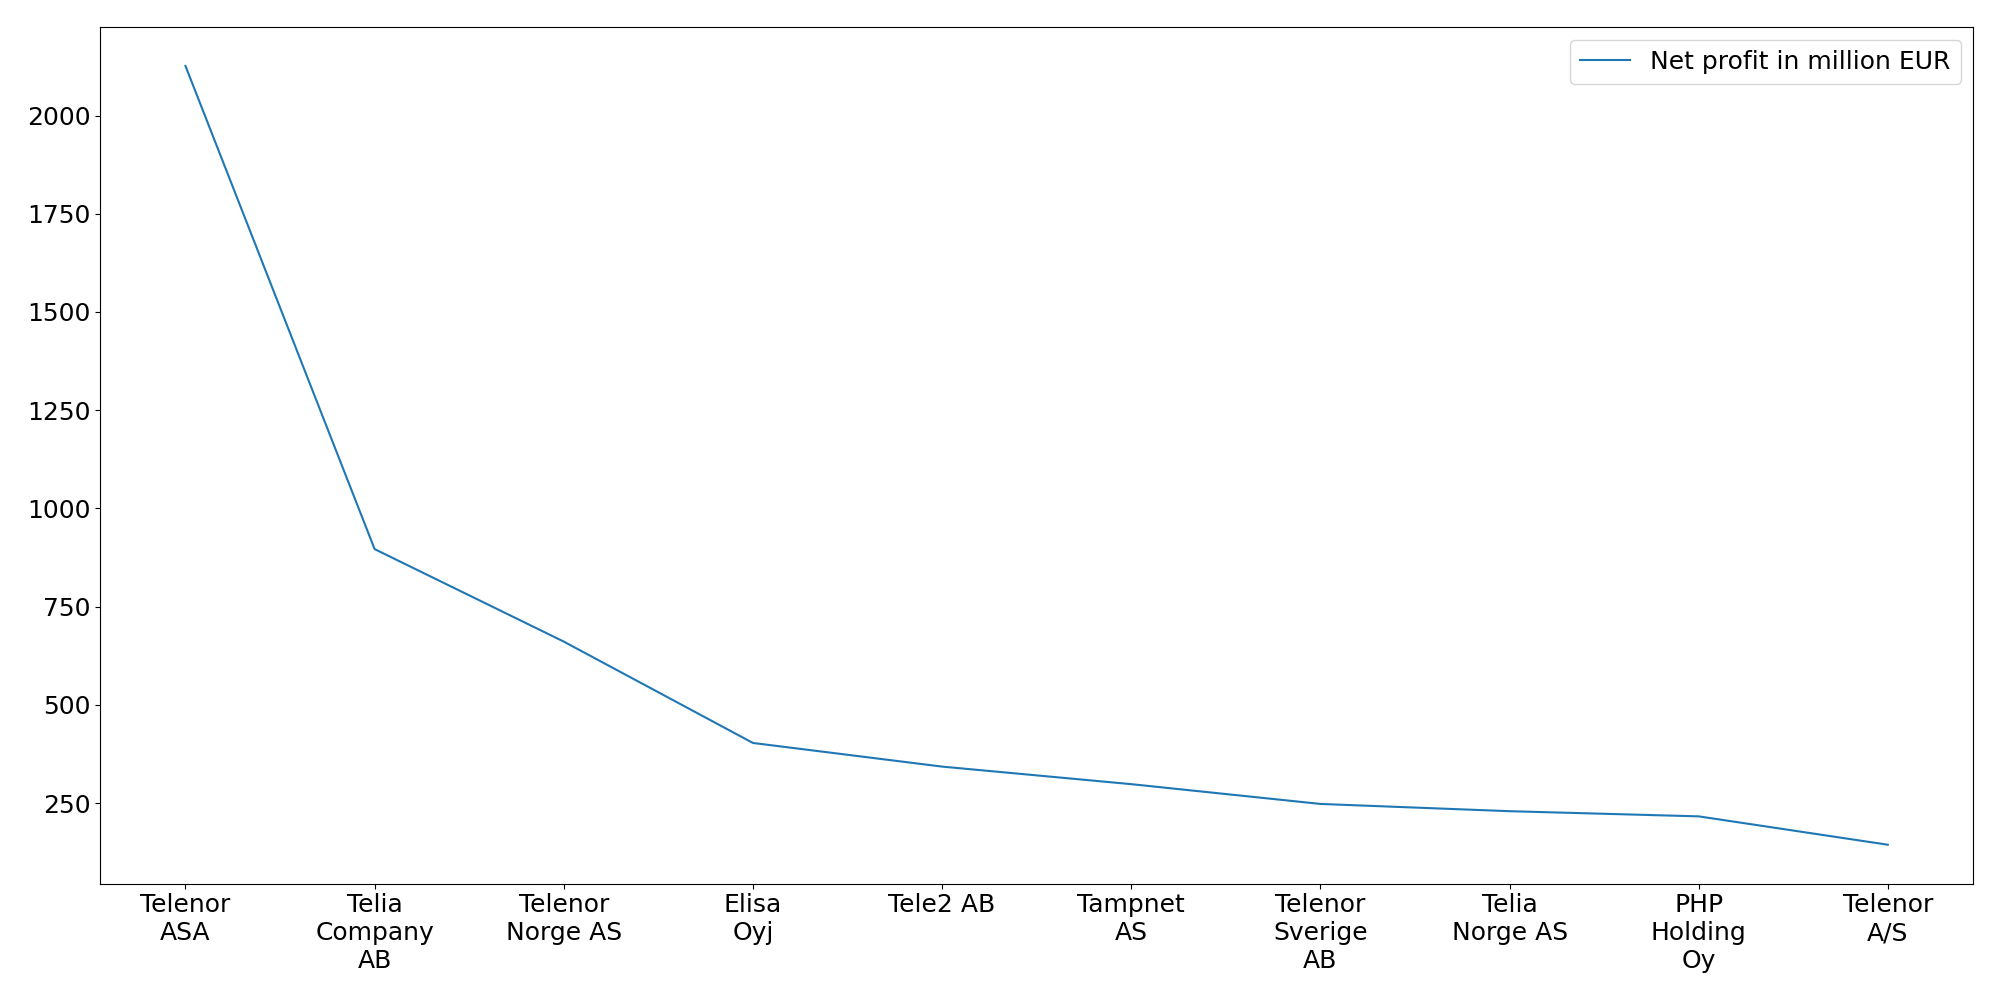 Net profit in million EUR
2000
1750
1500
1250
1000
750
500
250
Telenor
ASA
Telia
Company
AB
Telenor
Norge AS
Elisa
Oyj
Tele2 AB
Tampnet
AS
Telenor
Sverige
AB
Telia
Norge AS
PHP
Holding
Oy
Telenor
A/S